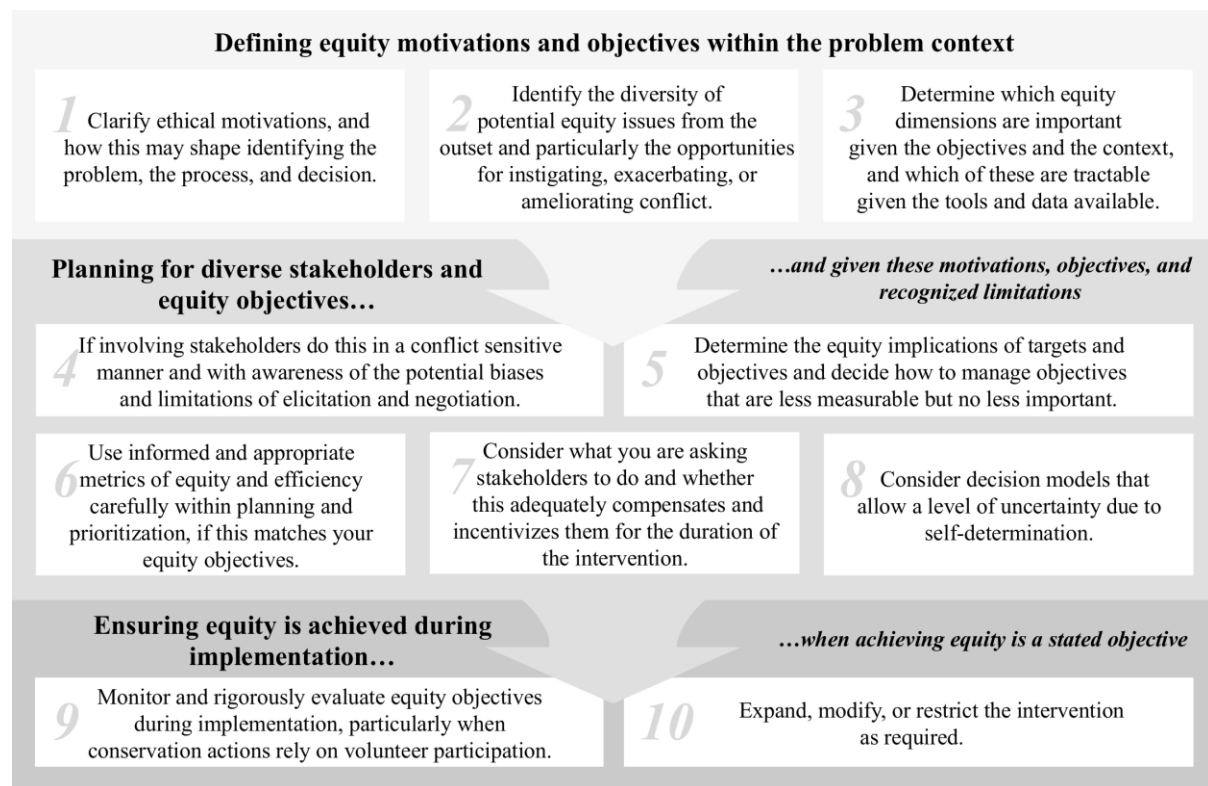 Defining equity motivations and objectives within the problem context
1
Clarify ethical motivations, and
how this may shape identifying the
problem, the process, and decision.
2
Identify the diversity of
potential equity issues from the
outset and particularly the opportunities
for instigating, exacerbating, or
ameliorating conflict.
3
Determine which equity
dimensions are important
given the objectives and the context,
and which of these are tractable
given the tools and data available.
Planning for diverse stakeholders and
equity objectives…
…and given these motivations, objectives, and
recognized limitations
4
If involving stakeholders do this in a conflict sensitive
manner and with awareness of the potential biases
and limitations of elicitation and negotiation.
5
Determine the equity implications of targets and
objectives and decide how to manage objectives
that are less measurable but no less important.
6
Use informed and appropriate
metrics of equity and efficiency
carefully within planning and
prioritization, if this matches your
equity objectives.
7
Consider what you are asking
stakeholders to do and whether
this adequately compensates and
incentivizes them for the duration of
the intervention.
8
Consider decision models that
allow a level of uncertainty due to
self-determination.
Ensuring equity is achieved during
implementation…
…when achieving equity is a stated objective
9
Monitor and rigorously evaluate equity objectives
during implementation, particularly when
conservation actions rely on volunteer participation.
10
Expand, modify, or restrict the intervention
as required.